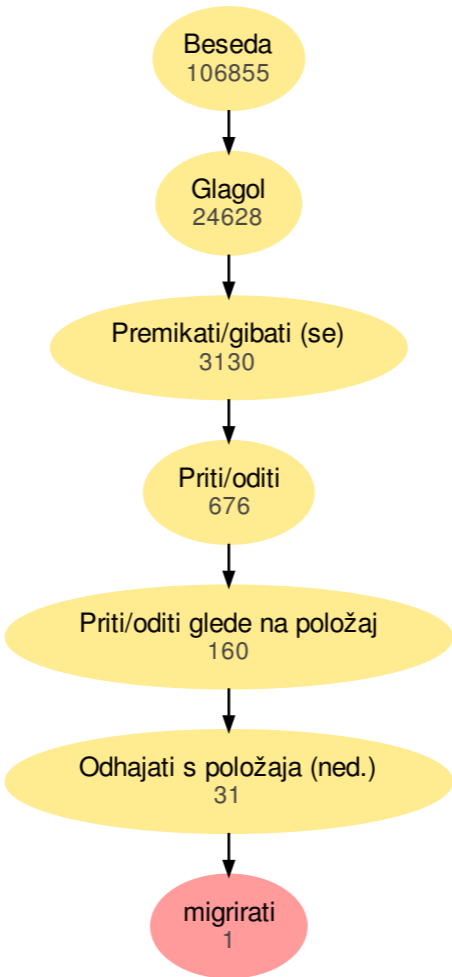 Beseda
106855
Glagol
24628
Premikati/gibati (se)
3130
Priti/oditi
676
Priti/oditi glede na položaj
160
Odhajati s položaja (ned.)
31
migrirati
1